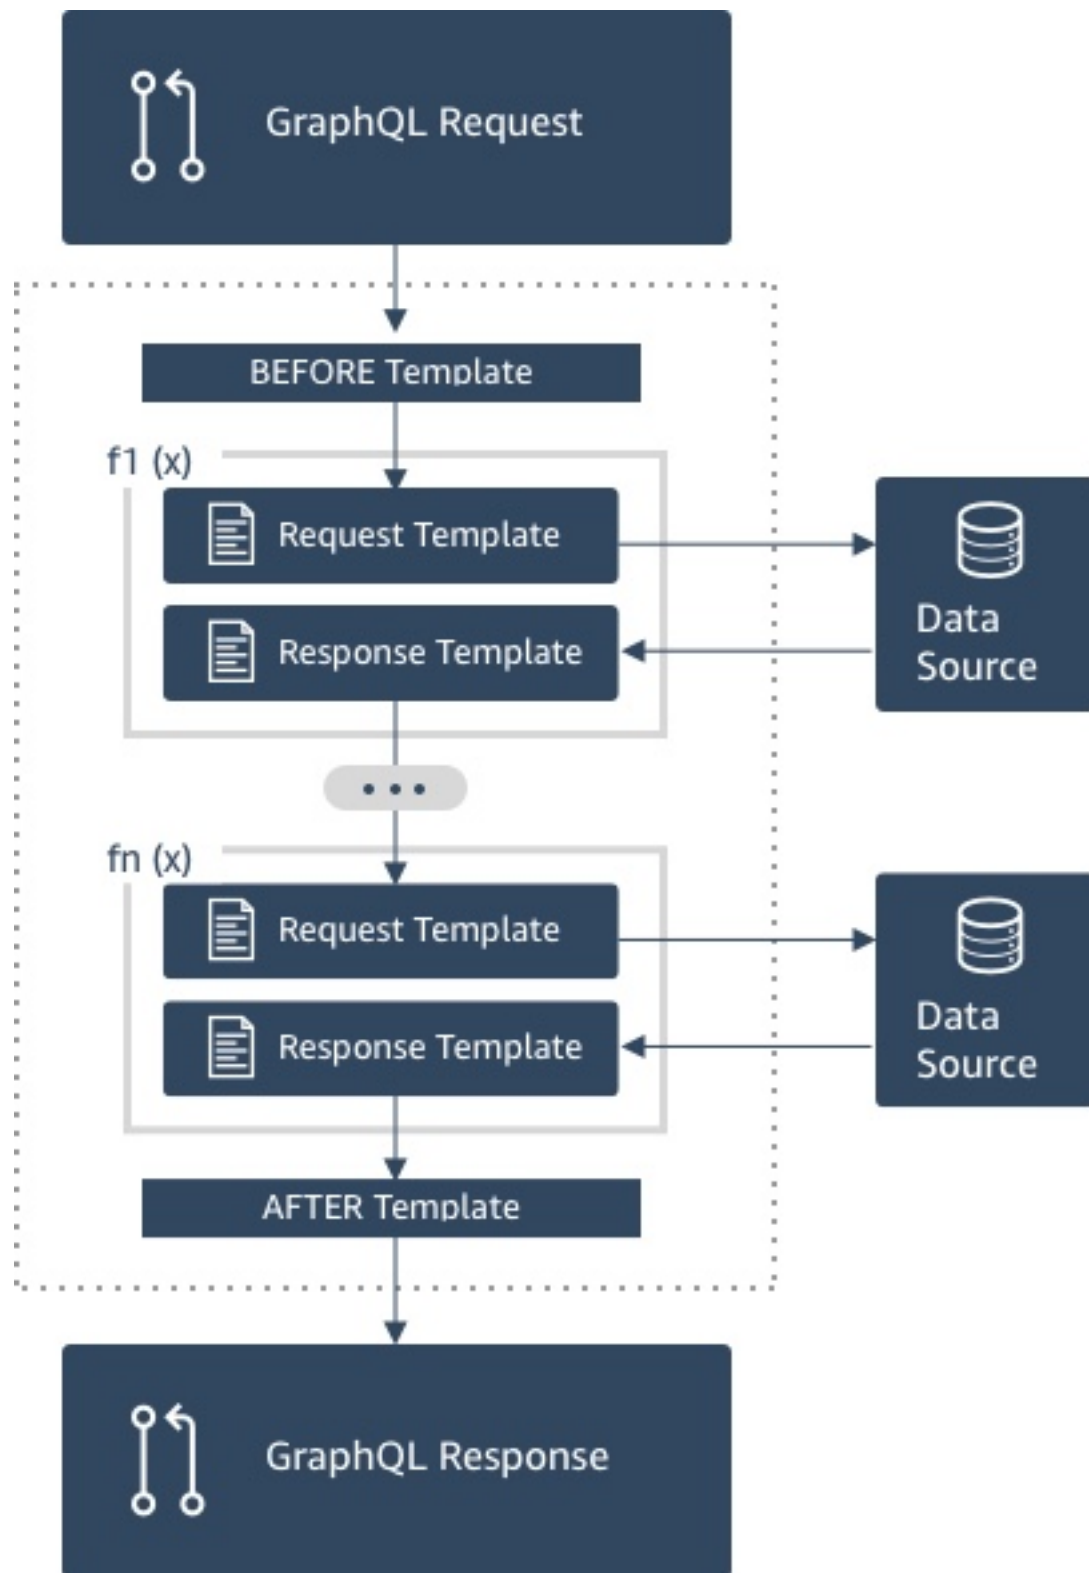 GraphQL Request
BEFORE Template
f1 (x)
Request Template
Response Template
Data
Source
fn (x)
Request Template
Response Template
Data
Source
AFTER Template
GraphQL Response